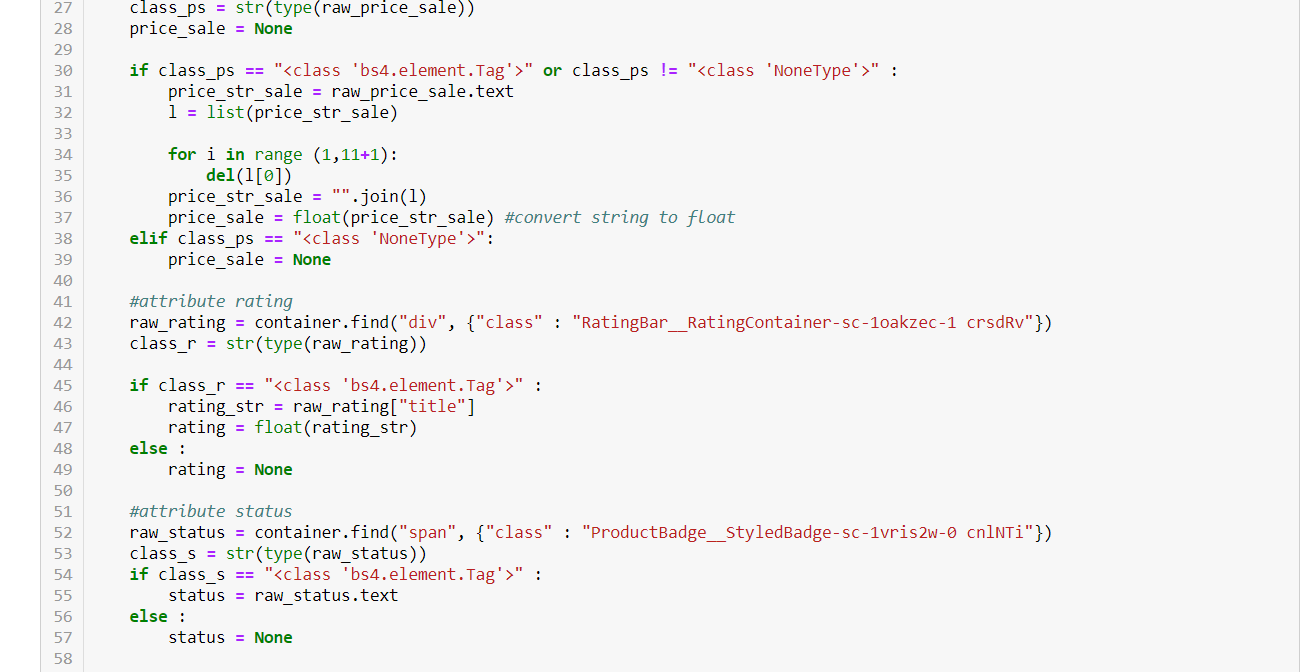 27 class_ps = str(type(raw_price_sale))
28 price_sale = None
29
30 if class_ps == "<class 'bs4.element.Tag'>" or class_ps != "<class 'NoneType'>" :
31 price_str_sale = raw_price_sale.text
32 l = list(price_str_sale)
33
34 for i in range (1,11+1):
35 del(l[0])
36 price_str_sale = "".join(l)
37 price_sale = float(price_str_sale) #convert string to float
38 elif class_ps == "<class 'NoneType'>":
39 price_sale = None
40
41 #attribute rating
42 raw_rating = container.find("div", {"class" : "RatingBar__RatingContainer-sc-1oakzec-1 crsdRv"})
43 class_r = str(type(raw_rating))
44
45 if class_r == "<class 'bs4.element.Tag'>" :
46 rating_str = raw_rating["title"]
47 rating = float(rating_str)
48 else :
49 rating = None
50
51 #attribute status
52 raw_status = container.find("span", {"class" : "ProductBadge__StyledBadge-sc-1vris2w-0 cnlNTi"})
53 class_s = str(type(raw_status))
54 if class_s == "<class 'bs4.element.Tag'>" :
55 status = raw_status.text
56 else :
57 status = None
58